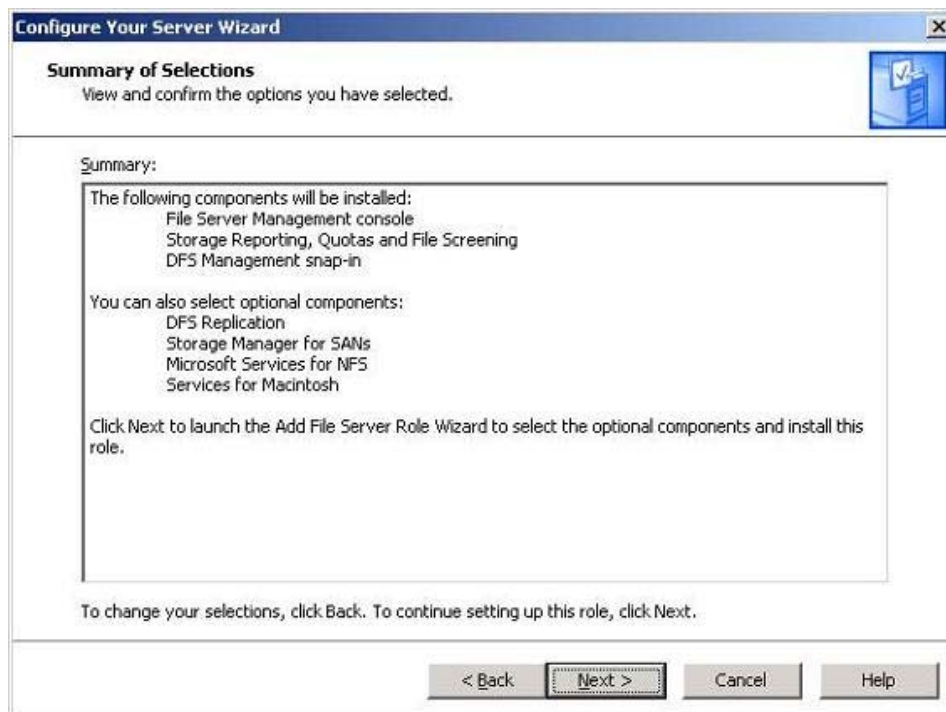 Configure Your Server Wizard
Summary of Selections
View and confirm the options you have selected.
Summary:
The following components will be installed:
File Server Management console
Storage Reporting, Quotas and File Screening
DFS Management snap-in
You can also select optional components:
DFS Replication
Storage Manager for SANs
Microsoft Services for NFS
Services for Macintosh
Click Next to launch the Add File Server Role Wizard to select the optional components and install this
role.
To change your selections, click Back. To continue setting up this role, click Next.
< Back
Next >
Cancel
Help